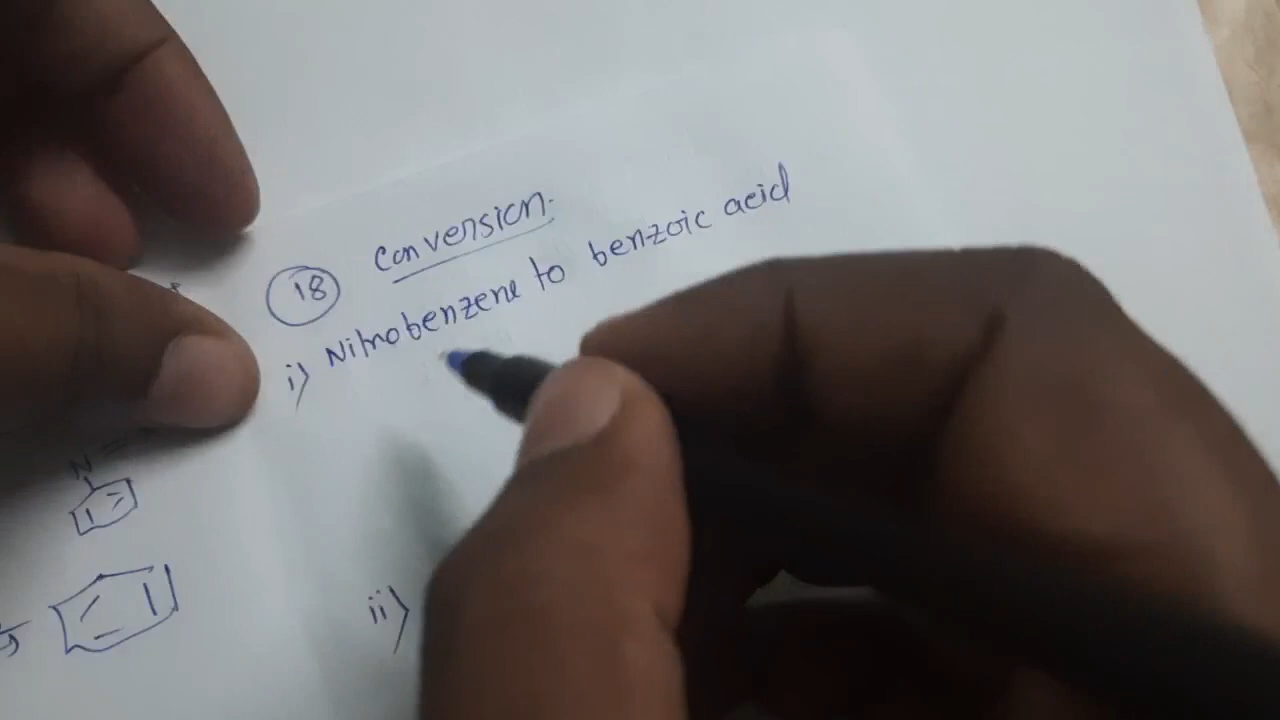 18 Conversion.
i) Nitrobenzene to benzoic acid
N
ii)